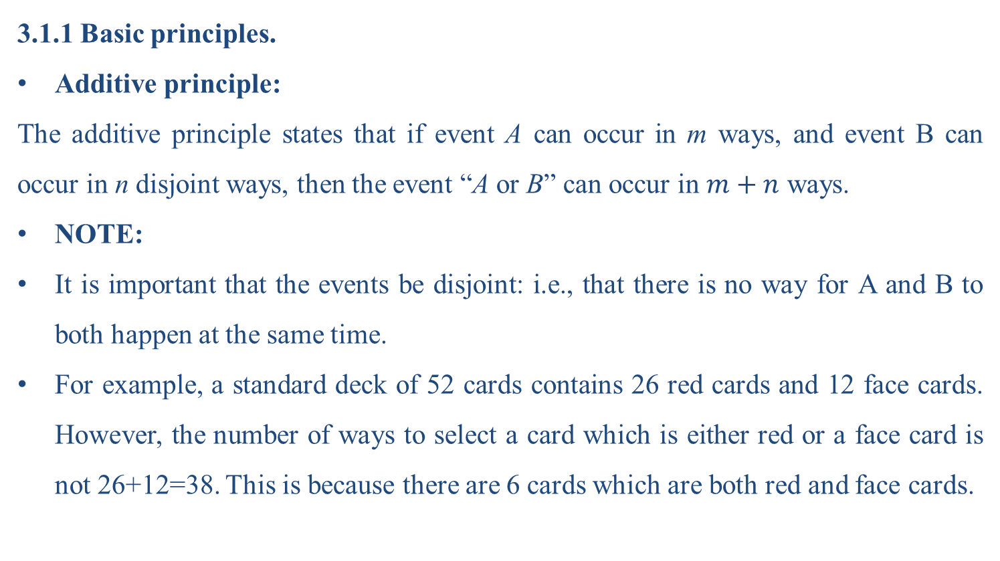 3.1.1 Basic principles.
• Additive principle:
The additive principle states that if event A can occur in m ways, and event B can
occur in n disjoint ways, then the event “A or B” can occur in m + n ways.
• NOTE:
• It is important that the events be disjoint: i.e., that there is no way for A and B to
both happen at the same time.
• For example, a standard deck of 52 cards contains 26 red cards and 12 face cards.
However, the number of ways to select a card which is either red or a face card is
not 26+12=38. This is because there are 6 cards which are both red and face cards.